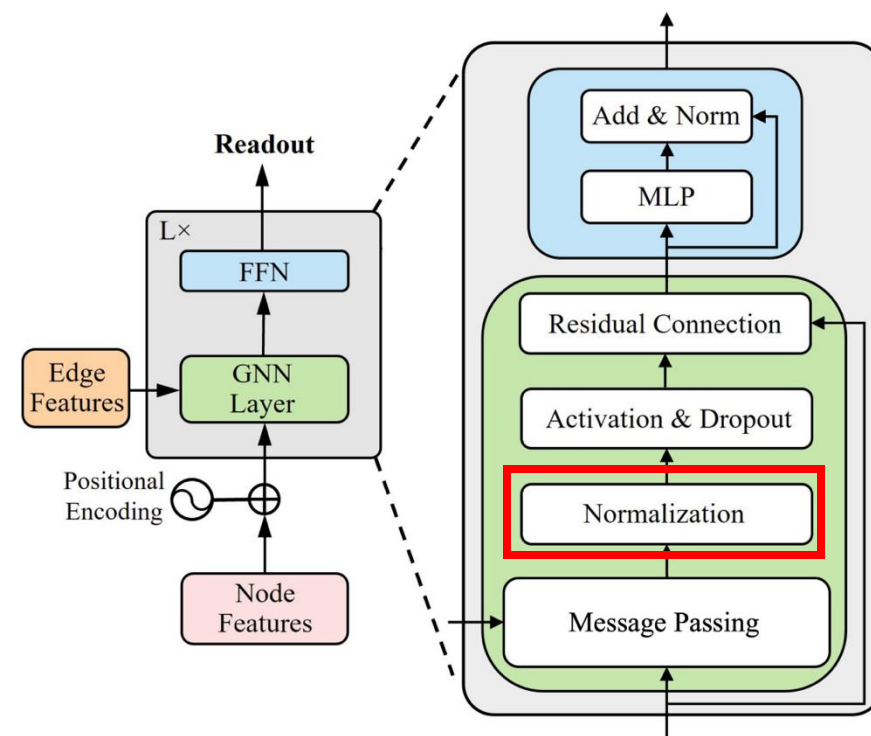 Readout
L×
FFN
GNN
Layer
Edge
Features
Positional
Encoding
Node
Features
Add & Norm
MLP
Residual Connection
Activation & Dropout
Normalization
Message Passing